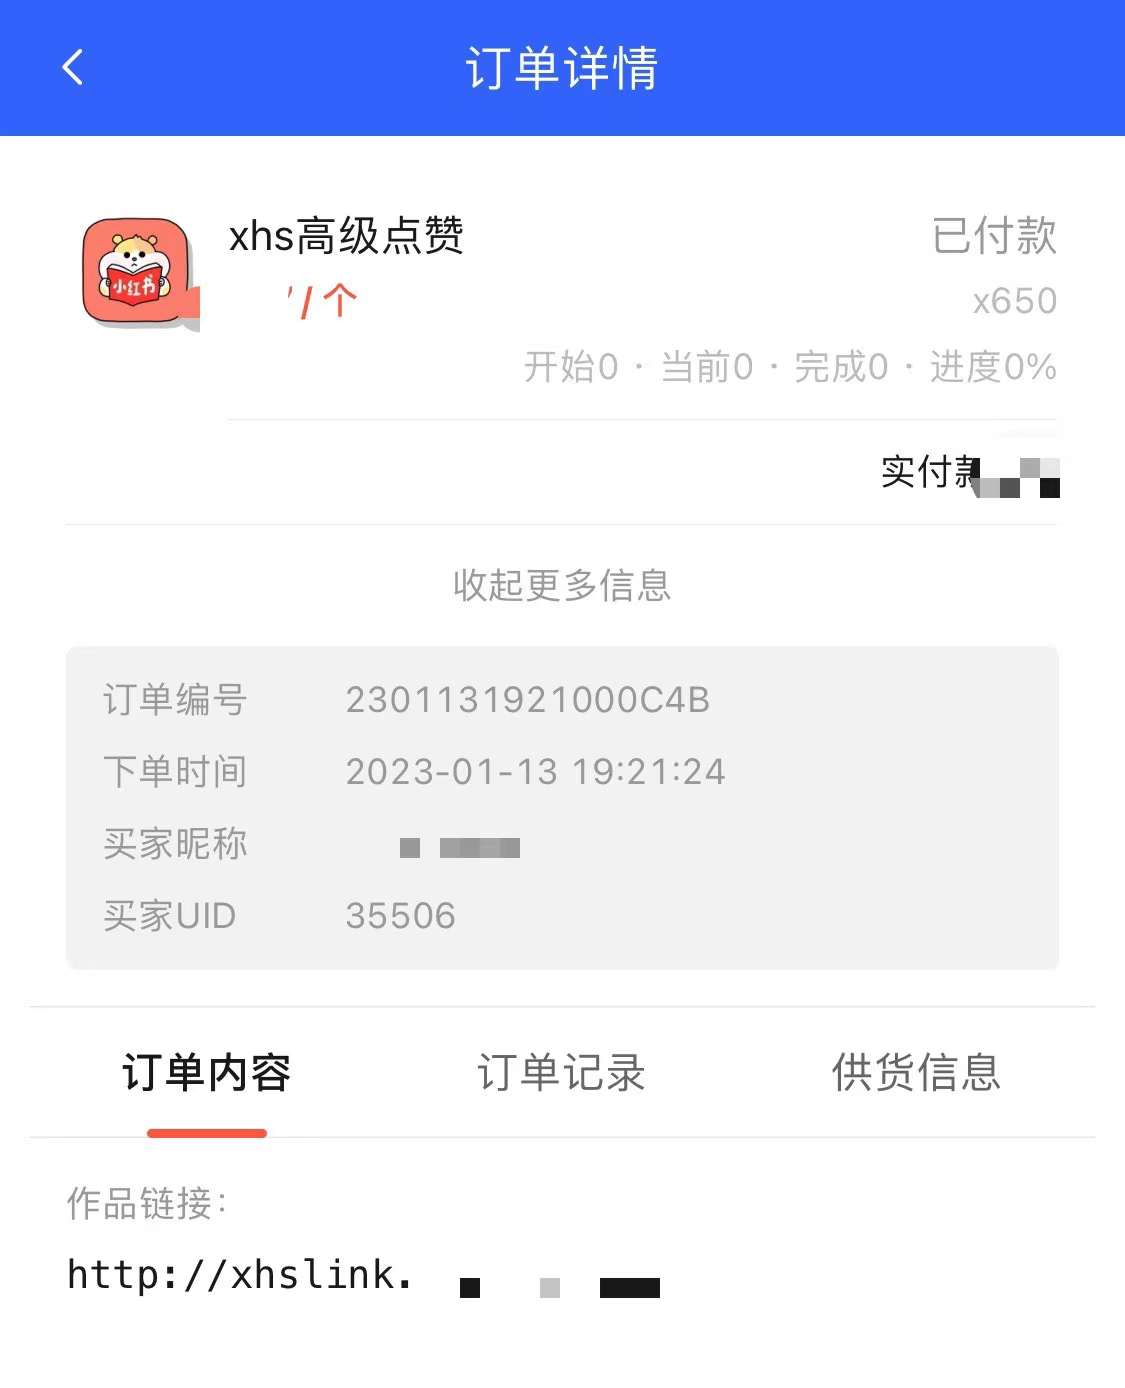 订单详情
小红书
xhs高级点赞
已付款
/个
x650
开始0 · 当前0 · 完成0 · 进度0%
实付款
收起更多信息
订单编号 2301131921000C4B
下单时间 2023-01-13 19:21:24
买家昵称
买家UID 35506
订单内容 订单记录 供货信息
作品链接：
http://xhslink.